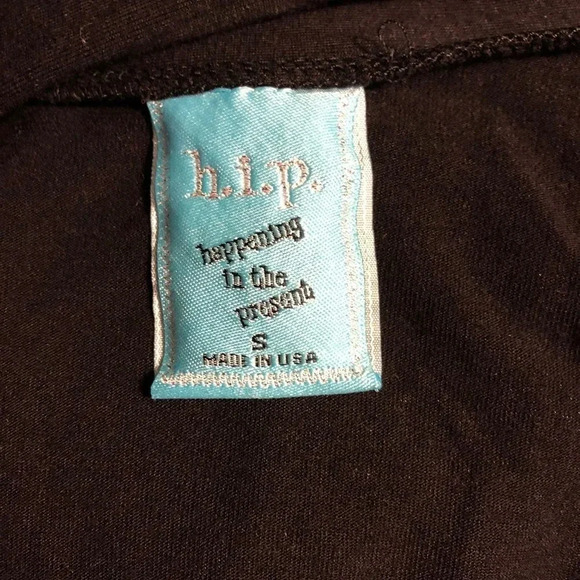 h.i.p.
happening
in the
present
S
MADE IN USA